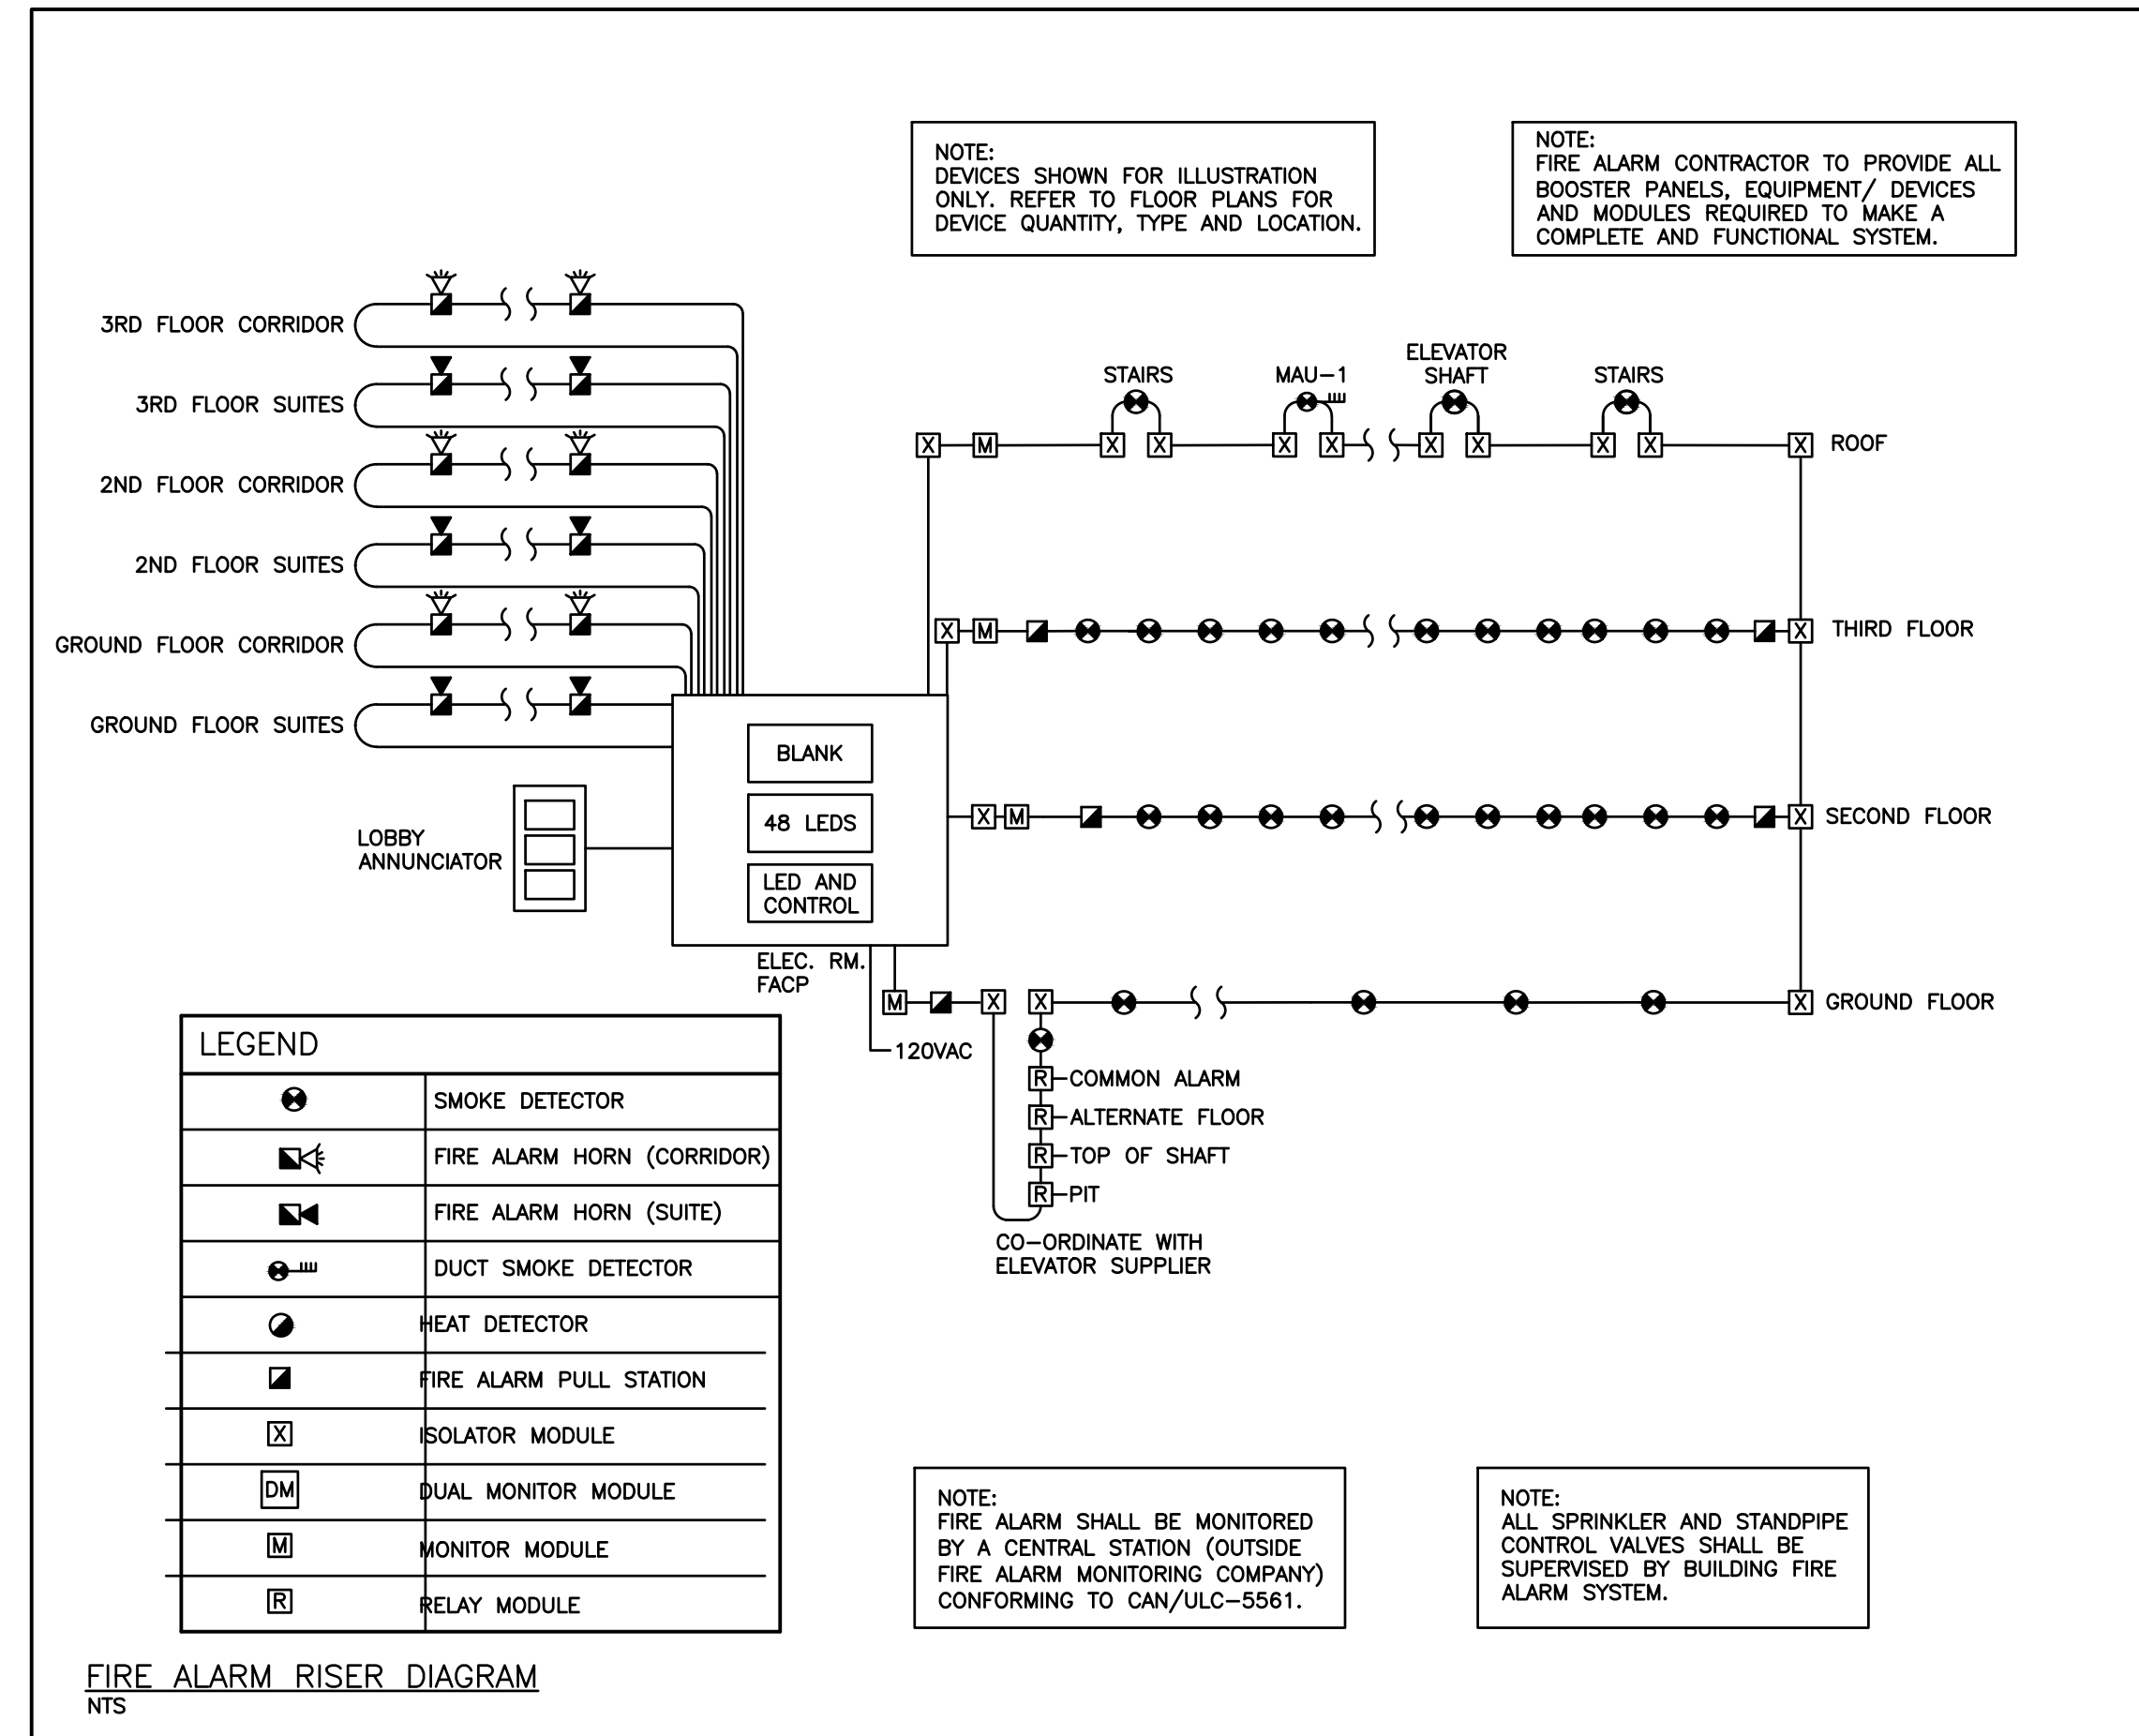 NOTE:
DEVICES SHOWN FOR ILLUSTRATION
ONLY. REFER TO FLOOR PLANS FOR
DEVICE QUANTITY, TYPE AND LOCATION.
NOTE:
FIRE ALARM CONTRACTOR TO PROVIDE ALL
BOOSTER PANELS, EQUIPMENT/ DEVICES
AND MODULES REQUIRED TO MAKE A
COMPLETE AND FUNCTIONAL SYSTEM.
3RD FLOOR CORRIDOR
3RD FLOOR SUITES
2ND FLOOR CORRIDOR
2ND FLOOR SUITES
GROUND FLOOR CORRIDOR
GROUND FLOOR SUITES
STAIRS
MAU-1
ELEVATOR
SHAFT
STAIRS
X M X X X X X X X X X ROOF
X M X THIRD FLOOR
BLANK
48 LEDS
LED AND
CONTROL
LOBBY
ANNUNCIATOR
X M X SECOND FLOOR
ELEC. RM.
FACP
M X X X GROUND FLOOR
120VAC
R COMMON ALARM
R ALTERNATE FLOOR
R TOP OF SHAFT
R PIT
CO-ORDINATE WITH
ELEVATOR SUPPLIER
LEGEND
SMOKE DETECTOR
FIRE ALARM HORN (CORRIDOR)
FIRE ALARM HORN (SUITE)
DUCT SMOKE DETECTOR
HEAT DETECTOR
FIRE ALARM PULL STATION
X ISOLATOR MODULE
DM DUAL MONITOR MODULE
M MONITOR MODULE
R RELAY MODULE
NOTE:
FIRE ALARM SHALL BE MONITORED
BY A CENTRAL STATION (OUTSIDE
FIRE ALARM MONITORING COMPANY)
CONFORMING TO CAN/ULC-5561.
NOTE:
ALL SPRINKLER AND STANDPIPE
CONTROL VALVES SHALL BE
SUPERVISED BY BUILDING FIRE
ALARM SYSTEM.
FIRE ALARM RISER DIAGRAM
NTS